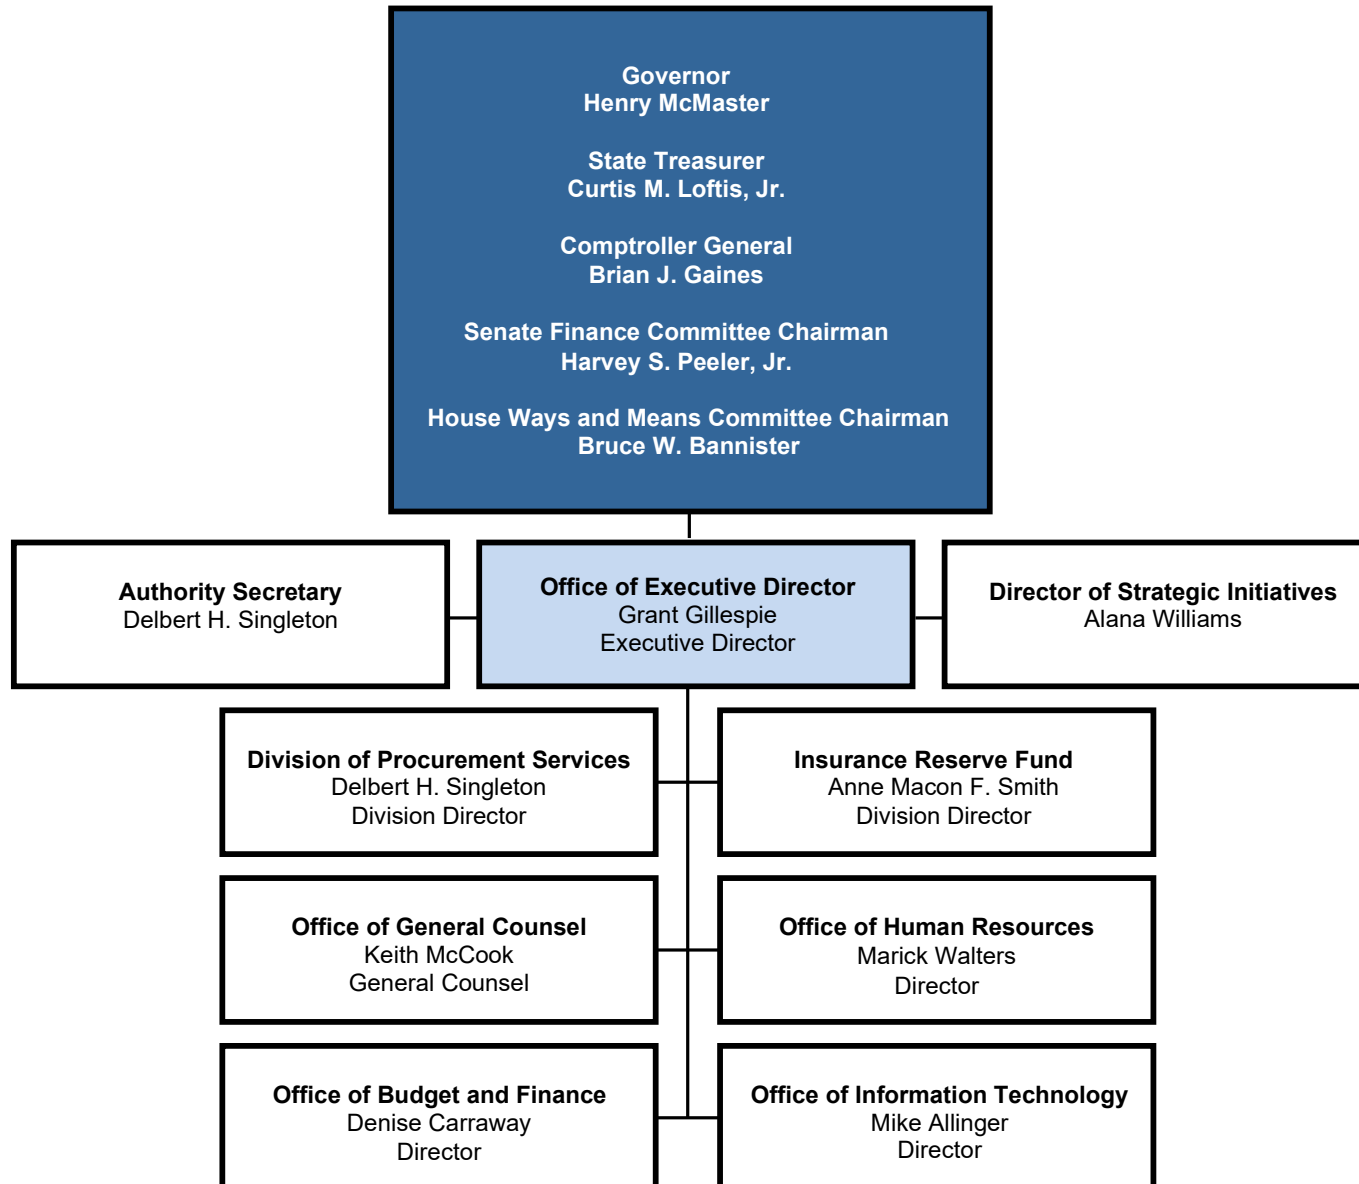 Governor
Henry McMaster
State Treasurer
Curtis M. Loftis, Jr.
Comptroller General
Brian J. Gaines
Senate Finance Committee Chairman
Harvey S. Peeler, Jr.
House Ways and Means Committee Chairman
Bruce W. Bannister
Authority Secretary
Delbert H. Singleton
Office of Executive Director
Grant Gillespie
Executive Director
Director of Strategic Initiatives
Alana Williams
Division of Procurement Services
Delbert H. Singleton
Division Director
Insurance Reserve Fund
Anne Macon F. Smith
Division Director
Office of General Counsel
Keith McCook
General Counsel
Office of Human Resources
Marick Walters
Director
Office of Budget and Finance
Denise Carraway
Director
Office of Information Technology
Mike Allinger
Director